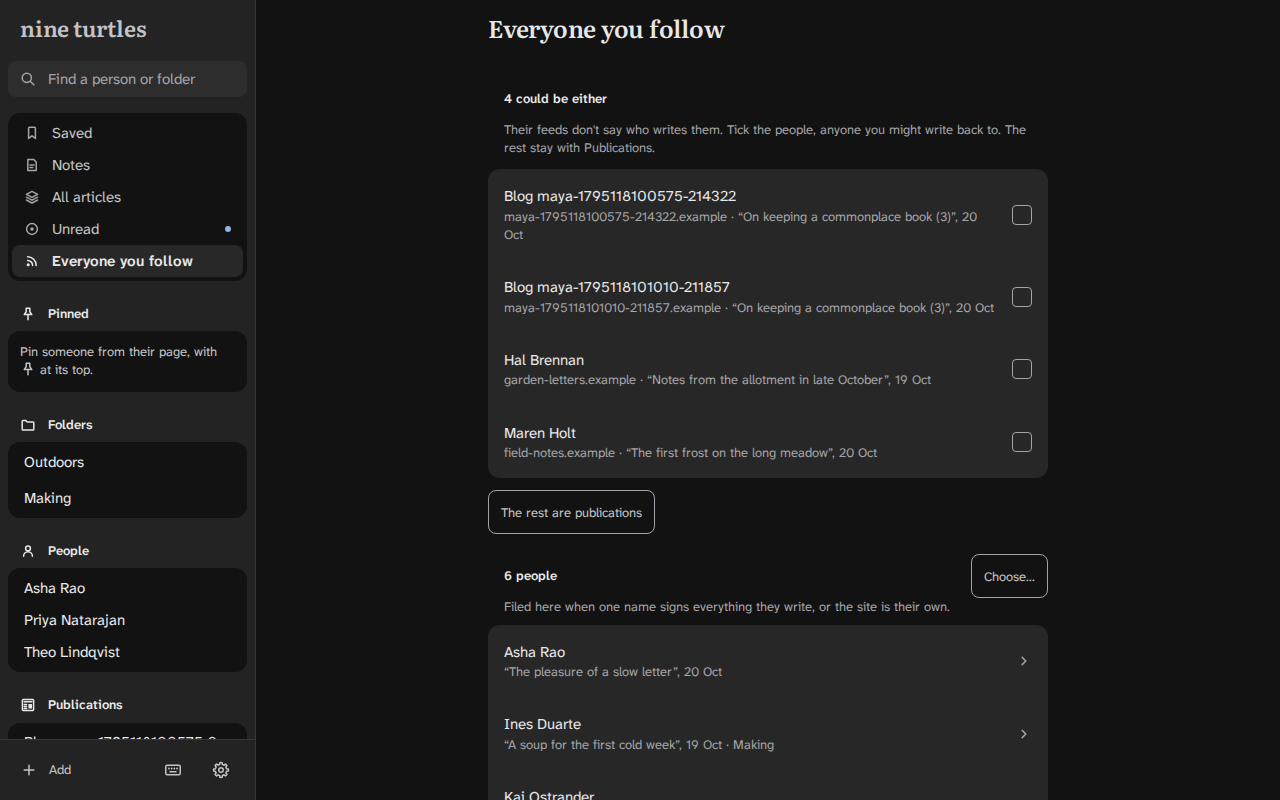 nine turtles
Find a person or folder
Saved
Notes
All articles
Unread
Everyone you follow
Pinned
Pin someone from their page, with
at its top.
Folders
Outdoors
Making
People
Asha Rao
Priya Natarajan
Theo Lindqvist
Publications
Add
Everyone you follow
4 could be either
Their feeds don't say who writes them. Tick the people, anyone you might write back to. The
rest stay with Publications.
Blog maya-1795118100575-214322
maya-1795118100575-214322.example · “On keeping a commonplace book (3)”, 20
Oct
Blog maya-1795118101010-211857
maya-1795118101010-211857.example · “On keeping a commonplace book (3)”, 20 Oct
Hal Brennan
garden-letters.example · “Notes from the allotment in late October”, 19 Oct
Maren Holt
field-notes.example · “The first frost on the long meadow”, 20 Oct
The rest are publications
6 people
Choose…
Filed here when one name signs everything they write, or the site is their own.
Asha Rao
“The pleasure of a slow letter”, 20 Oct
Ines Duarte
“A soup for the first cold week”, 19 Oct · Making
Kai Ostrander